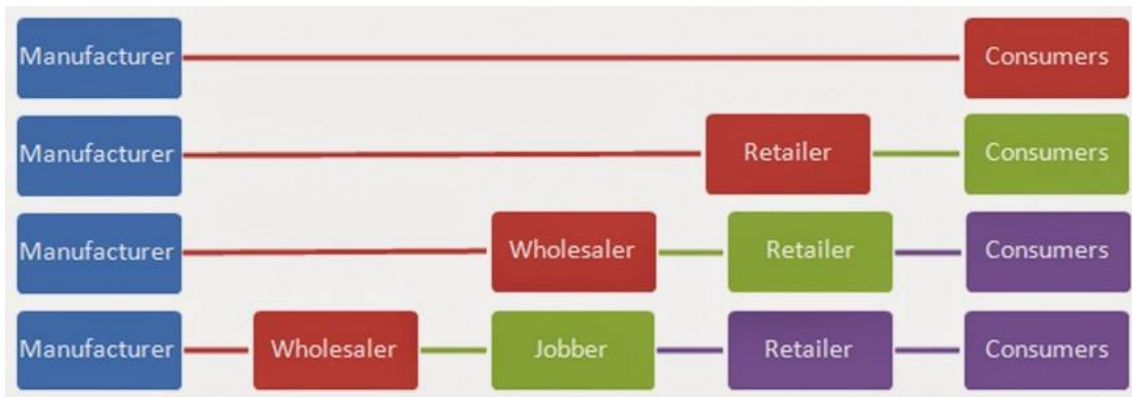 Manufacturer Consumers
Manufacturer Retailer Consumers
Manufacturer Wholesaler Retailer Consumers
Manufacturer Wholesaler Jobber Retailer Consumers